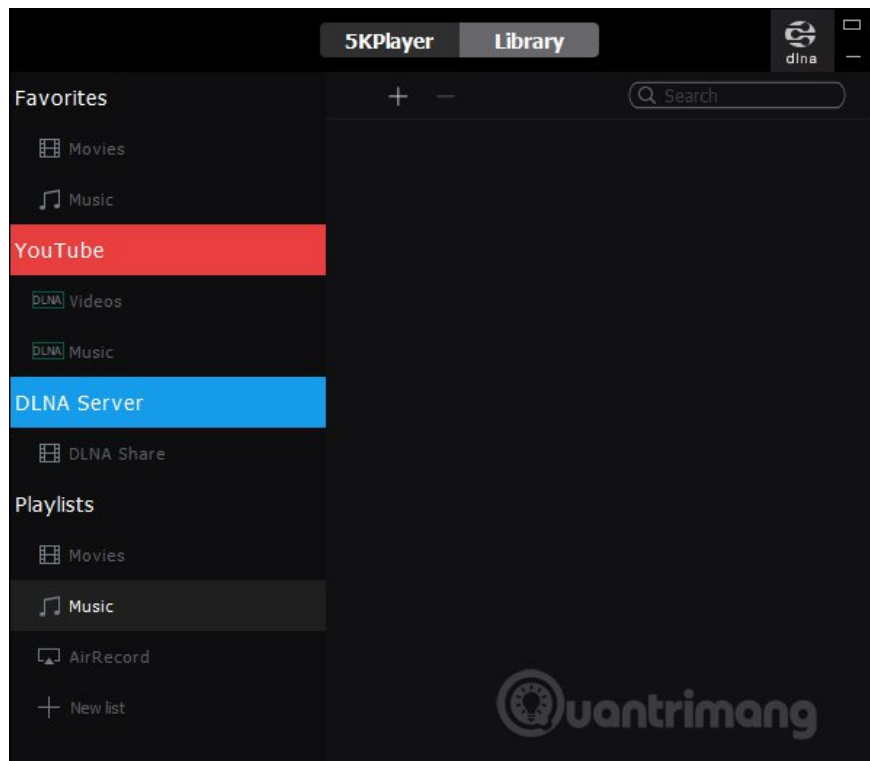 5KPlayer Library
dlna
Favorites
Search
Movies
Music
YouTube
DLNA Videos
DLNA Music
DLNA Server
DLNA Share
Playlists
Movies
Music
AirRecord
New list
Quantrimang